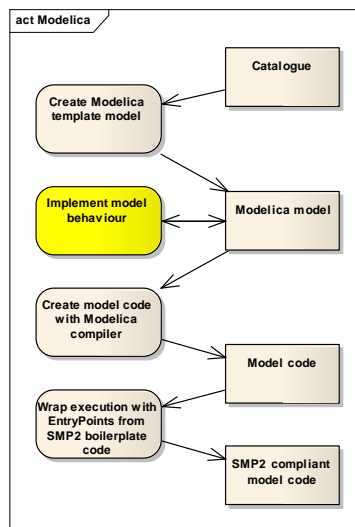 act Modelica
Catalogue
Create Modelica
template model
Implement model
behaviour
Modelica model
Create model code
with Modelica
compiler
Model code
Wrap execution with
EntryPoints from
SMP2 boilerplate
code
SMP2 compliant
model code